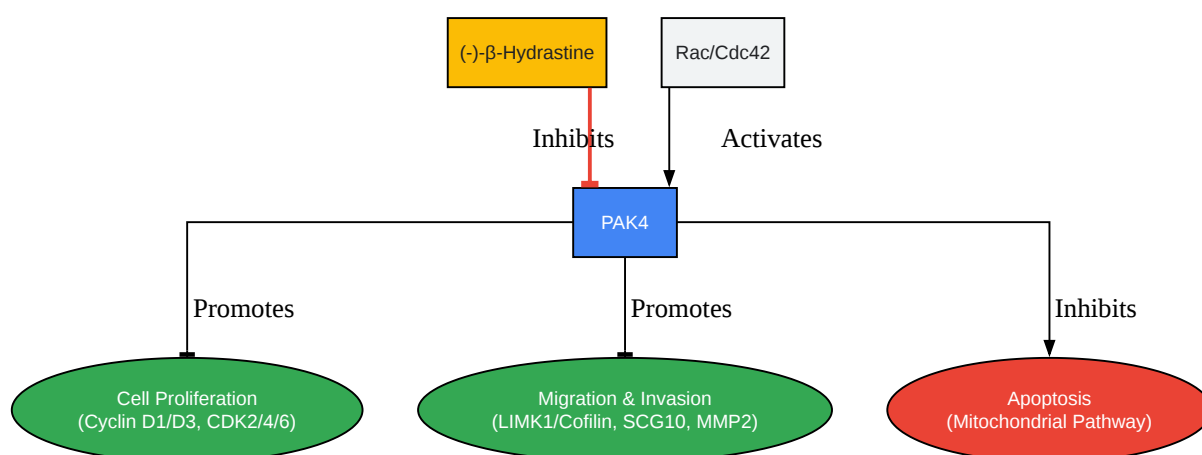 (-)-β-Hydrastine
Rac/Cdc42
Inhibits
Activates
PAK4
Promotes
Promotes
Inhibits
Cell Proliferation
(Cyclin D1/D3, CDK2/4/6)
Migration & Invasion
(LIMK1/Cofilin, SCG10, MMP2)
Apoptosis
(Mitochondrial Pathway)